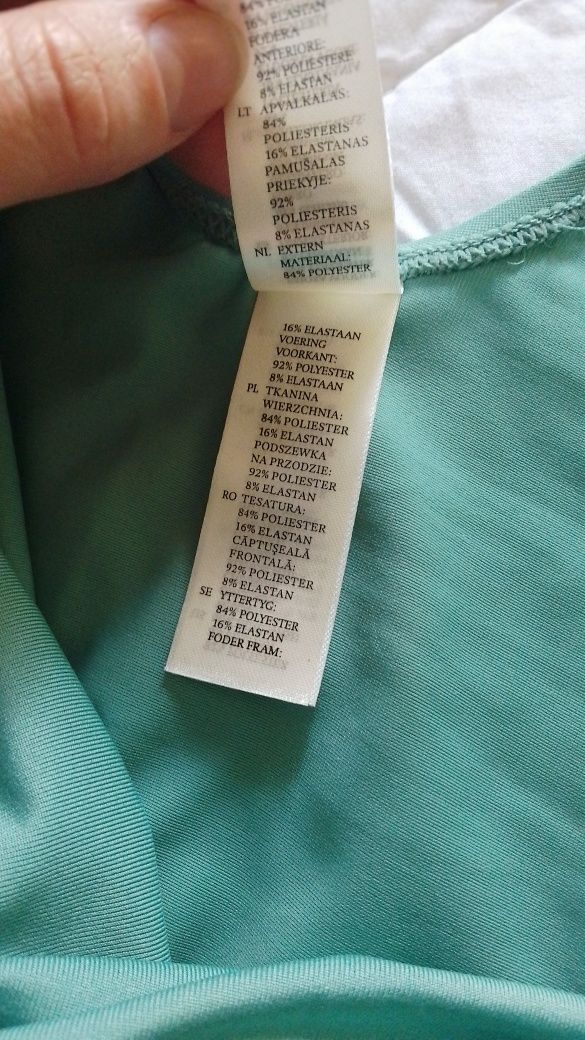 16% ELASTAN
FODERA
ANTERIORE:
92% POLIESTERE
8% ELASTAN
LT APVALKALAS:
84%
POLIESTERIS
16% ELASTANAS
PAMUŠALAS
PRIEKYJE:
92%
POLIESTERIS
8% ELASTANAS
NL EXTERN
MATERIAAL:
84% POLYESTER
16% ELASTAAN
VOERING
VOORKANT:
92% POLYESTER
8% ELASTAAN
PL TKANINA
WIERZCHNIA:
84% POLIESTER
16% ELASTAN
PODSZEWKA
NA PRZODZIE:
92% POLIESTER
8% ELASTAN
RO TESATURA:
84% POLIESTER
16% ELASTAN
CĂPTUŞEALĂ
FRONTALĂ:
92% POLIESTER
8% ELASTAN
SE YTTERTYG:
84% POLYESTER
16% ELASTAN
FODER FRAM: